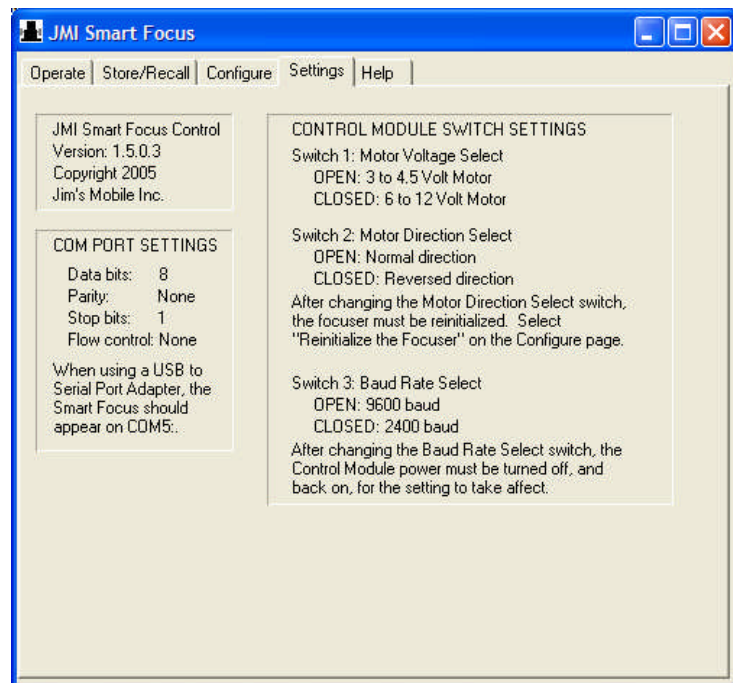 JMI Smart Focus
Operate Store/Recall Configure Settings Help
JMI Smart Focus Control
Version: 1.5.0.3
Copyright 2005
Jim's Mobile Inc.
COM PORT SETTINGS
Data bits: 8
Parity: None
Stop bits: 1
Flow control: None
When using a USB to
Serial Port Adapter, the
Smart Focus should
appear on COM5:.
CONTROL MODULE SWITCH SETTINGS
Switch 1: Motor Voltage Select
OPEN: 3 to 4.5 Volt Motor
CLOSED: 6 to 12 Volt Motor
Switch 2: Motor Direction Select
OPEN: Normal direction
CLOSED: Reversed direction
After changing the Motor Direction Select switch,
the focuser must be reinitialized. Select
"Reinitialize the Focuser" on the Configure page.
Switch 3: Baud Rate Select
OPEN: 9600 baud
CLOSED: 2400 baud
After changing the Baud Rate Select switch, the
Control Module power must be turned off, and
back on, for the setting to take affect.